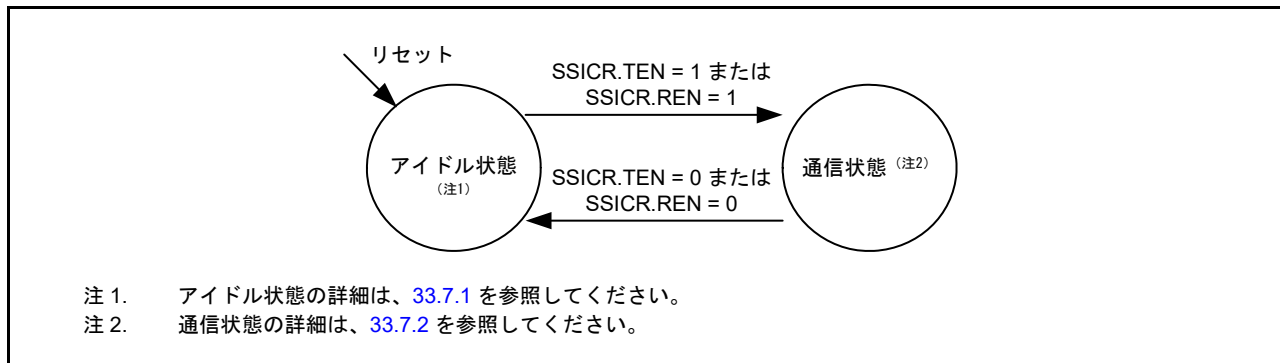 リセット
SSICR.TEN = 1 または
SSICR.REN = 1
アイドル状態
（注1）
通信状態（注2）
SSICR.TEN = 0 または
SSICR.REN = 0
注 1. アイドル状態の詳細は、33.7.1 を参照してください。
注 2. 通信状態の詳細は、33.7.2 を参照してください。